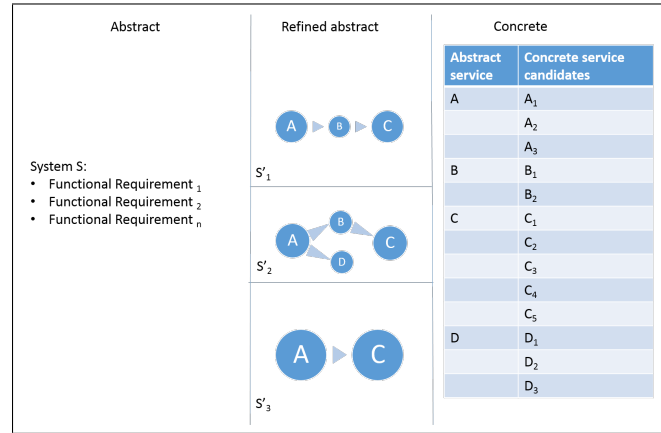 Abstract
Refined abstract
Concrete
System S:
• Functional Requirement ₁
• Functional Requirement ₂
• Functional Requirement ₙ
A B C
S'₁
A B C
D
S'₂
A C
S'₃
Abstract service Concrete service candidates
A A₁
A₂
A₃
B B₁
B₂
C C₁
C₂
C₃
C₄
C₅
D D₁
D₂
D₃